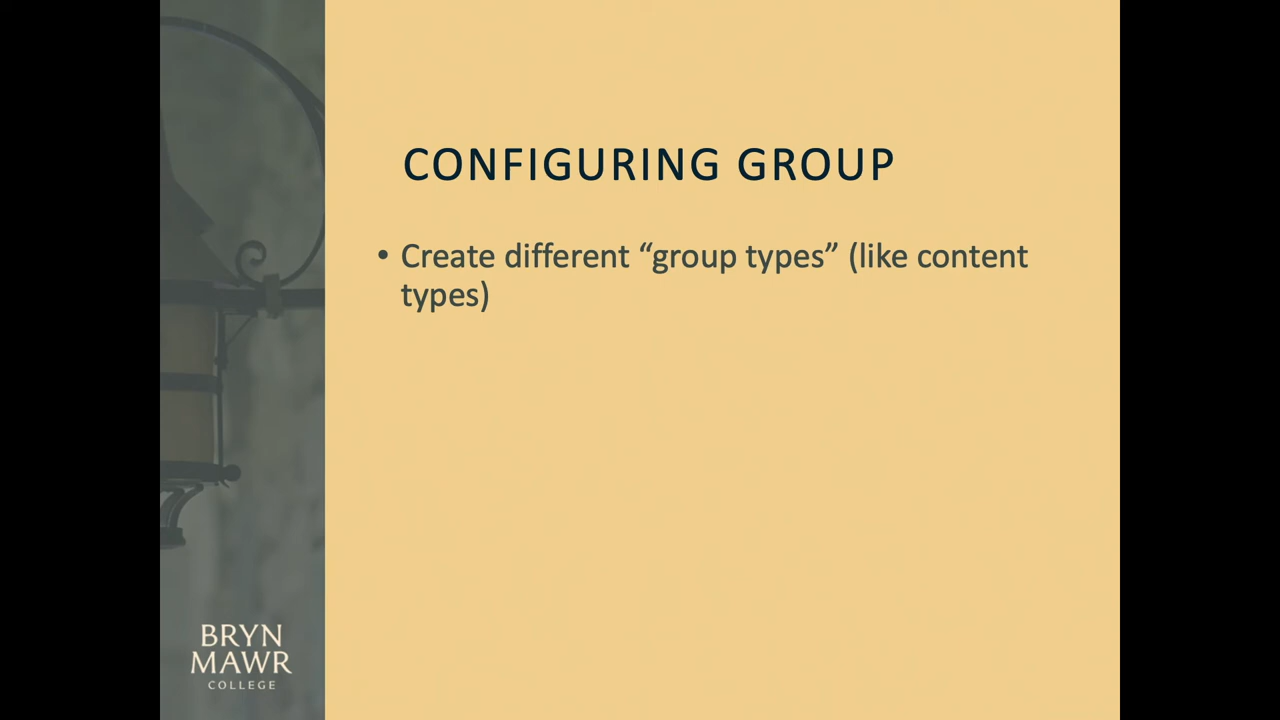 CONFIGURING GROUP
• Create different “group types” (like content
types)
BRYN
MAWR
COLLEGE